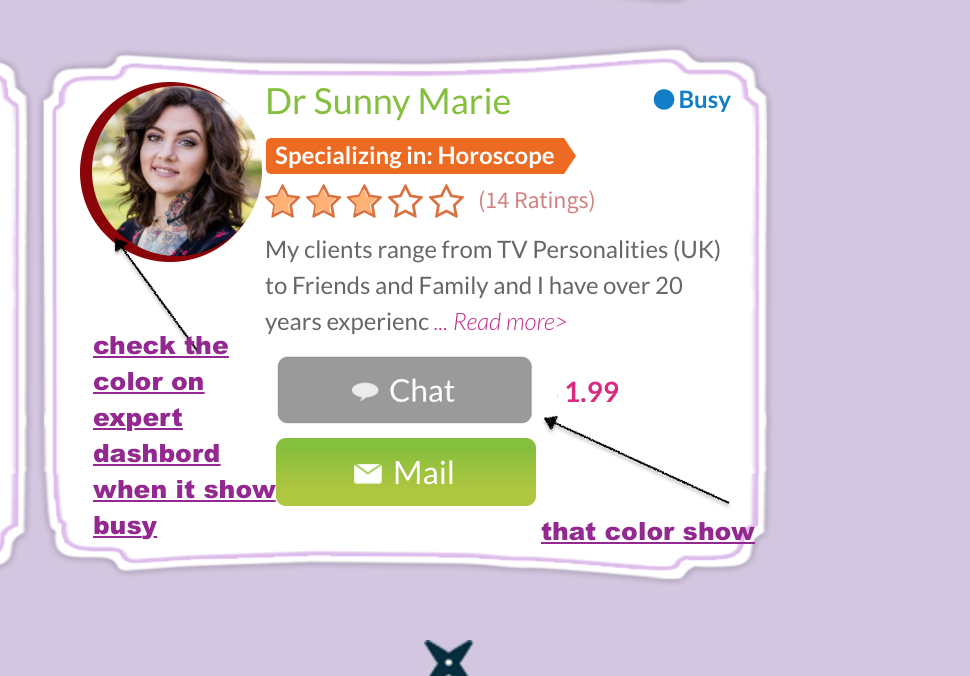 Dr Sunny Marie
Busy
Specializing in: Horoscope
(14 Ratings)
My clients range from TV Personalities (UK)
to Friends and Family and I have over 20
years experienc ... Read more>
check the
color on
expert
dashbord
when it show
busy
Chat
1.99
Mail
that color show